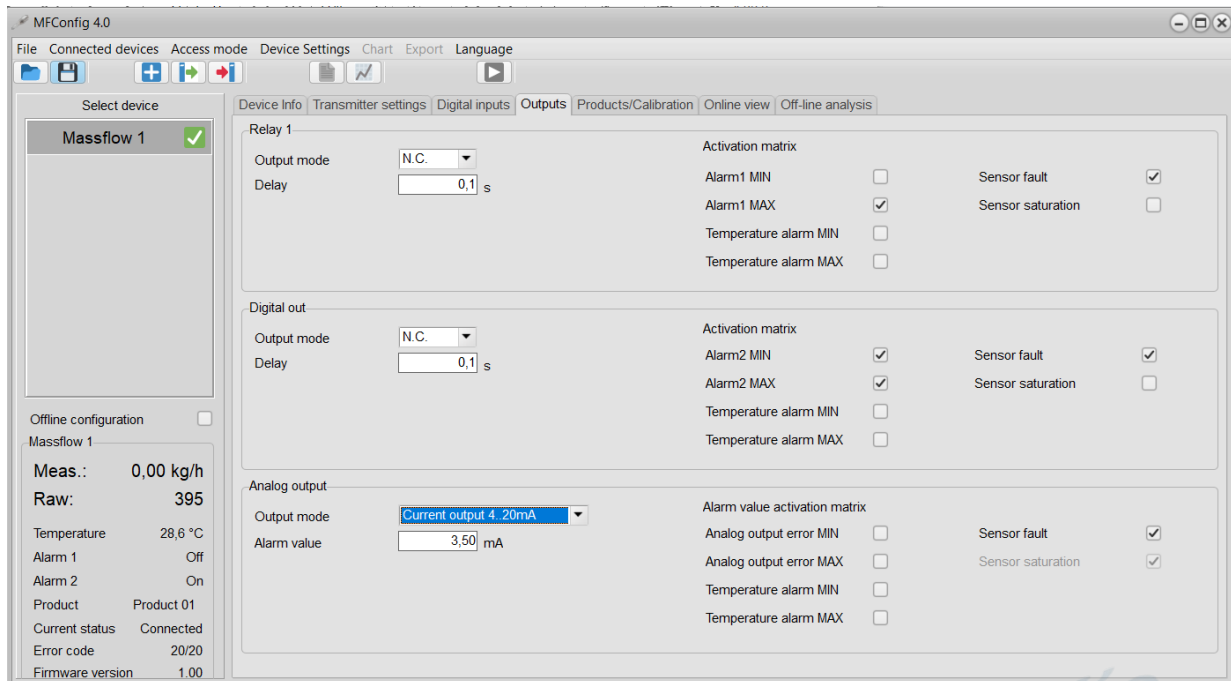 MFConfig 4.0
File Connected devices Access mode Device Settings Chart Export Language
Select device
Massflow 1
Offline configuration
Massflow 1
Meas.: 0,00 kg/h
Raw: 395
Temperature 28,6 °C
Alarm 1 Off
Alarm 2 On
Product Product 01
Current status Connected
Error code 20/20
Firmware version 1.00
Device Info Transmitter settings Digital inputs Outputs Products/Calibration Online view Off-line analysis
Relay 1
Output mode N.C.
Delay 0,1 s
Activation matrix
Alarm1 MIN Sensor fault
Alarm1 MAX Sensor saturation
Temperature alarm MIN
Temperature alarm MAX
Digital out
Output mode N.C.
Delay 0,1 s
Activation matrix
Alarm2 MIN Sensor fault
Alarm2 MAX Sensor saturation
Temperature alarm MIN
Temperature alarm MAX
Analog output
Output mode Current output 4..20mA
Alarm value 3,50 mA
Alarm value activation matrix
Analog output error MIN Sensor fault
Analog output error MAX Sensor saturation
Temperature alarm MIN
Temperature alarm MAX